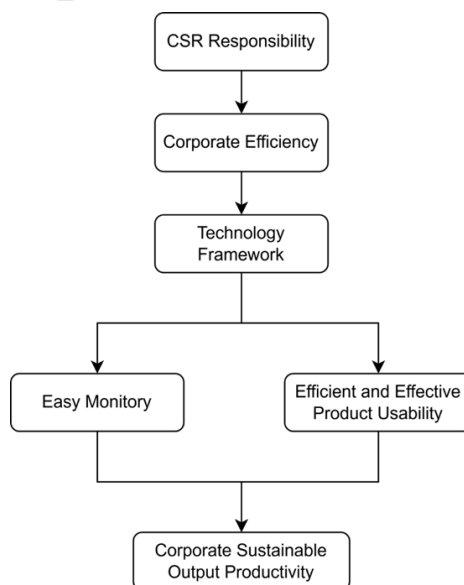 CSR Responsibility
Corporate Efficiency
Technology
Framework
Easy Monitory
Efficient and Effective
Product Usability
Corporate Sustainable
Output Productivity